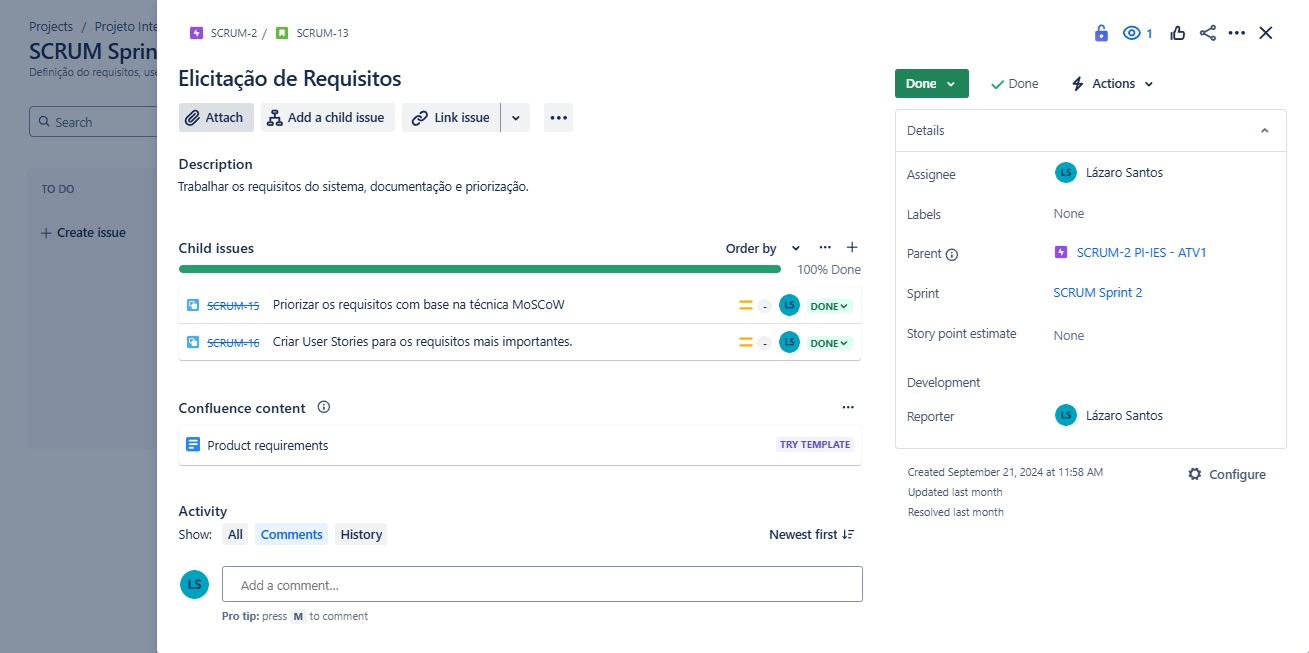 Projects / Projeto Inte
SCRUM Sprin
Definição do requisitos, use
Search
TO DO
+ Create issue
SCRUM-2 / SCRUM-13
1
Elicitação de Requisitos
Attach
Add a child issue
Link issue
Description
Trabalhar os requisitos do sistema, documentação e priorização.
Child issues
Order by
100% Done
SCRUM-15 Priorizar os requisitos com base na técnica MoSCoW - LS DONE
SCRUM-16 Criar User Stories para os requisitos mais importantes. - LS DONE
Confluence content
Product requirements TRY TEMPLATE
Activity
Show: All Comments History Newest first
LS Add a comment...
Pro tip: press M to comment
Done Done Actions
Details
Assignee LS Lázaro Santos
Labels None
Parent SCRUM-2 PI-IES - ATV1
Sprint SCRUM Sprint 2
Story point estimate None
Development
Reporter LS Lázaro Santos
Created September 21, 2024 at 11:58 AM
Configure
Updated last month
Resolved last month